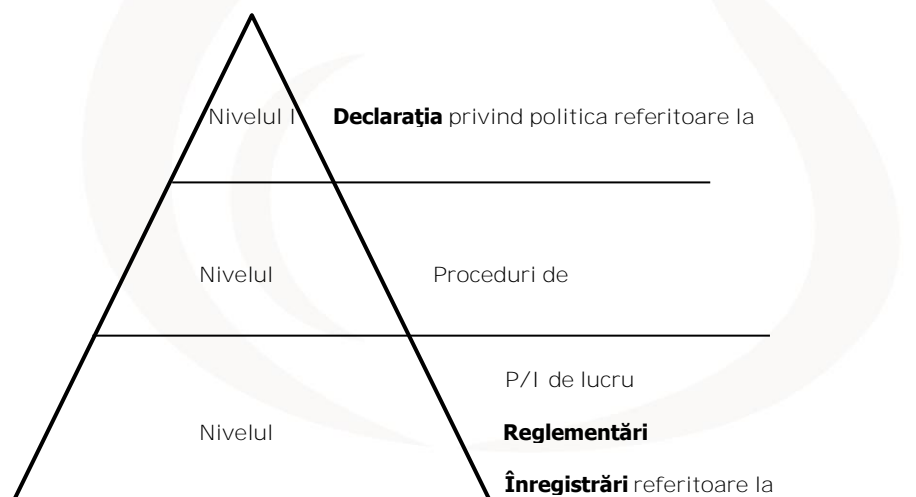 Nivelul I Declaraţia privind politica referitoare la
Nivelul Proceduri de
P/I de lucru
Nivelul Reglementări
Înregistrări referitoare la